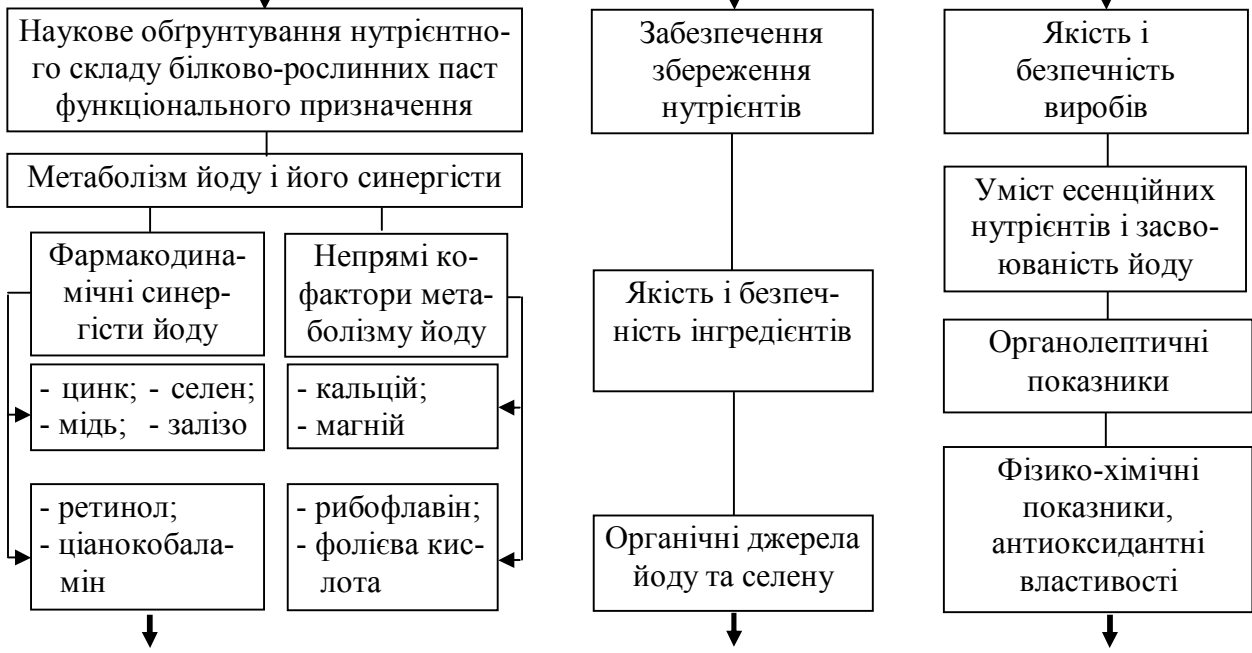 Наукове обґрунтування нутрієнтно-
го складу білково-рослинних паст
функціонального призначення
Метаболізм йоду і його синергісти
Фармакодина-
мічні синер-
гісти йоду
Непрямі ко-
фактори мета-
болізму йоду
- цинк; - селен;
- мідь; - залізо
- кальцій;
- магній
- ретинол;
- ціанокобала-
мін
- рибофлавін;
- фолієва кис-
лота
Забезпечення
збереження
нутрієнтів
Якість і безпеч-
ність інгредієнтів
Органічні джерела
йоду та селену
Якість і
безпечність
виробів
Уміст есенційних
нутрієнтів і засво-
юваність йоду
Органолептичні
показники
Фізико-хімічні
показники,
антиоксидантні
властивості